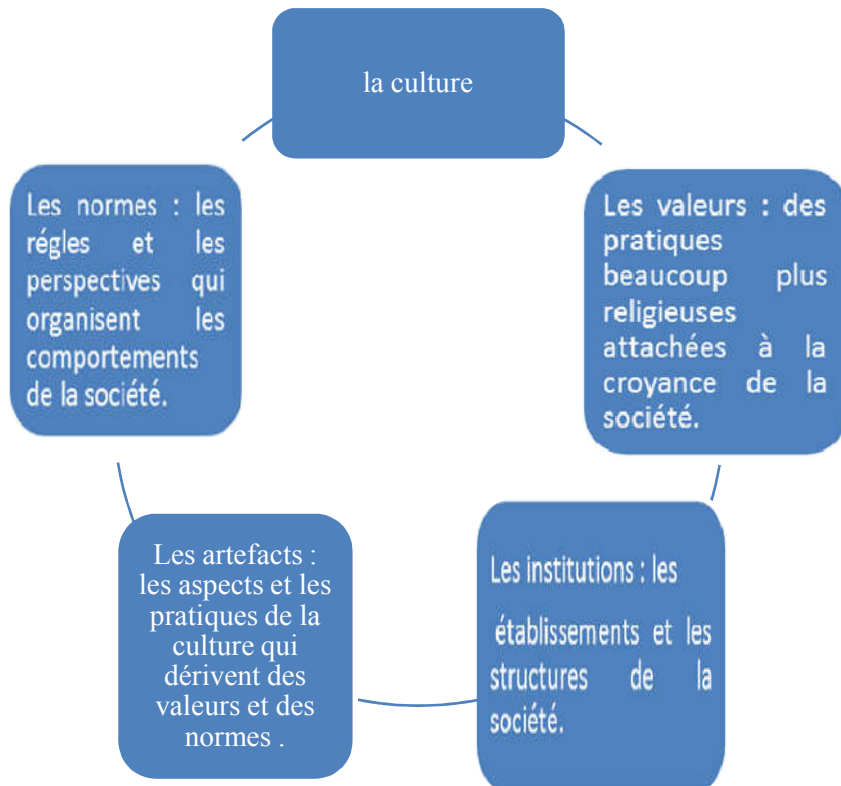 la culture
Les normes : les
régles et les
perspectives qui
organisent les
comportements
de la société.
Les valeurs : des
pratiques
beaucoup plus
religieuses
attachées à la
croyance de la
société.
Les artefacts :
les aspects et les
pratiques de la
culture qui
dérivent des
valeurs et des
normes .
Les institutions : les
établissements et les
structures de la
société.